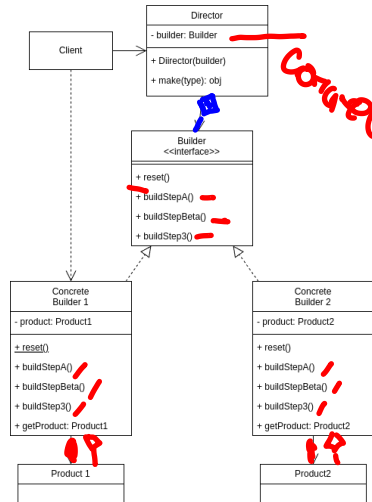 Director
- builder: Builder
+ Diirector(builder)
+ make(type): obj
Client
Builder
<<interface>>
+ reset()
+ buildStepA()
+ buildStepBeta()
+ buildStep3()
Concrete
Builder 1
- product: Product1
+ reset()
+ buildStepA()
+ buildStepBeta()
+ buildStep3()
+ getProduct: Product1
Concrete
Builder 2
- product: Product2
+ reset()
+ buildStepA()
+ buildStepBeta()
+ buildStep3()
+ getProduct: Product2
Product 1
Product2